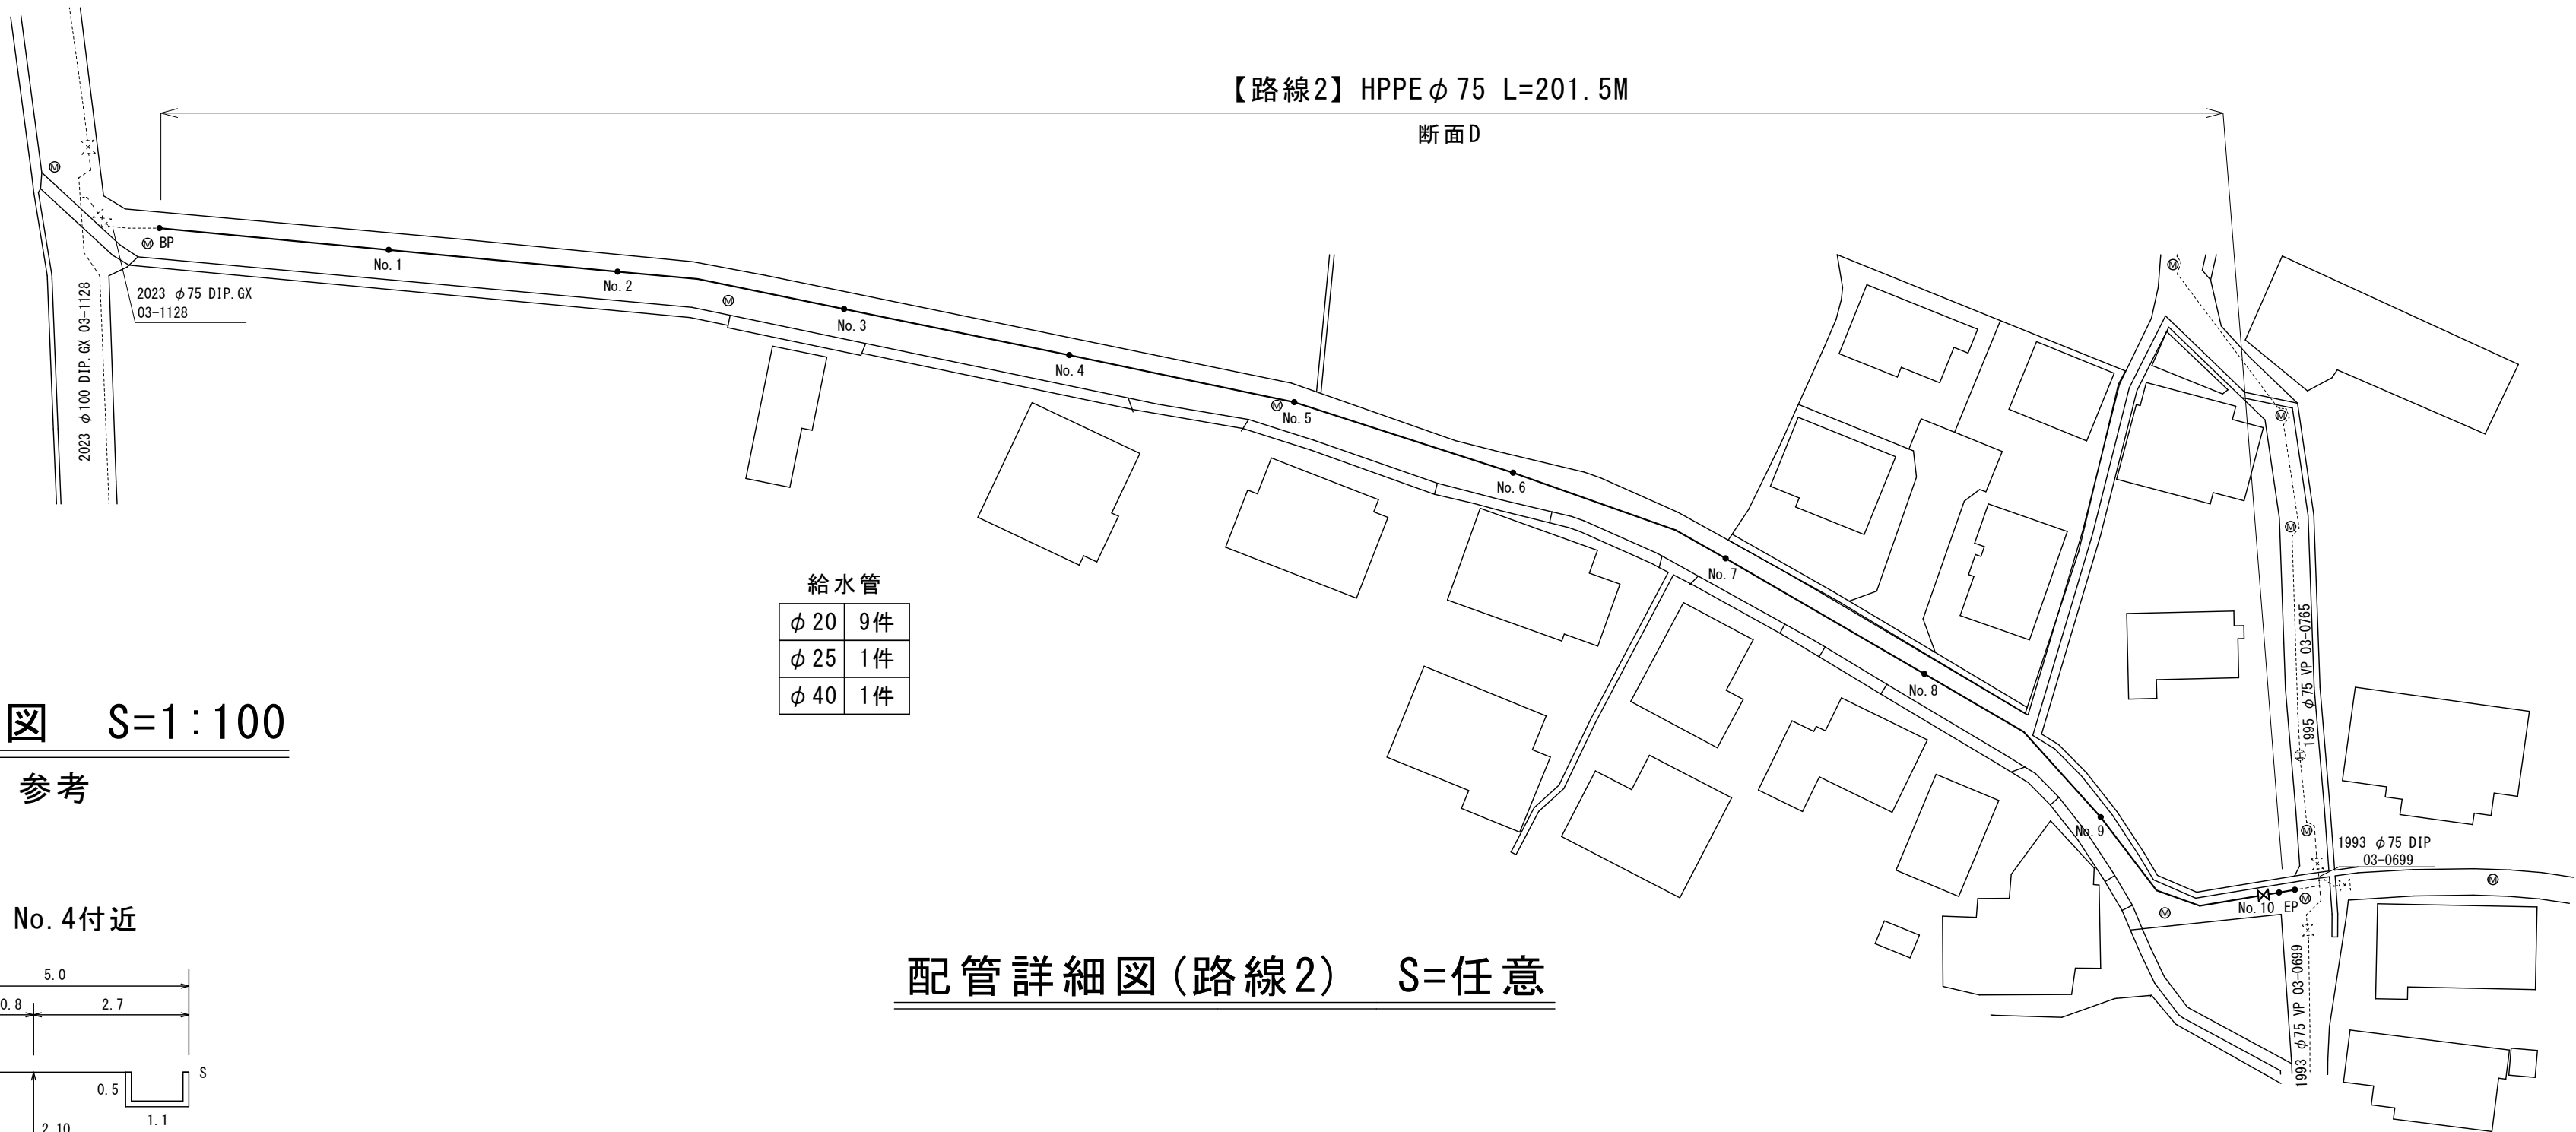 【路線2】HPPEφ75 L=201.5M
断面D
Ⓜ
Ⓜ BP
No.1
No.2
Ⓜ
No.3
No.4
Ⓜ
No.5
No.6
No.7
No.8
No.9
No.10 EP
2023 φ75 DIP.GX
03-1128
2023 φ100 DIP.GX 03-1128
Ⓜ
Ⓜ
Ⓜ
1995 φ75 VP 03-0765
Ⓗ
Ⓜ
1993 φ75 DIP
03-0699
Ⓜ
Ⓜ
Ⓜ
1993 φ75 VP 03-0699
給水管
φ20 9件
φ25 1件
φ40 1件
図 S=1:100
参考
No.4付近
5.0
0.8 2.7
S
0.5
1.1
2.10
配管詳細図(路線2) S=任意